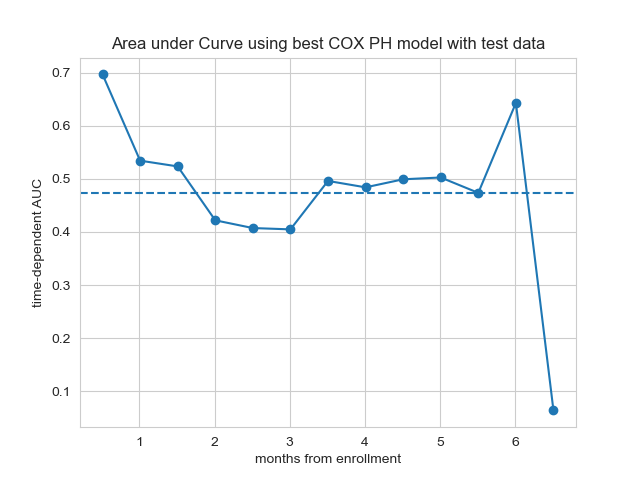 Area under Curve using best COX PH model with test data
time-dependent AUC
0.7
0.6
0.5
0.4
0.3
0.2
0.1
1 2 3 4 5 6
months from enrollment